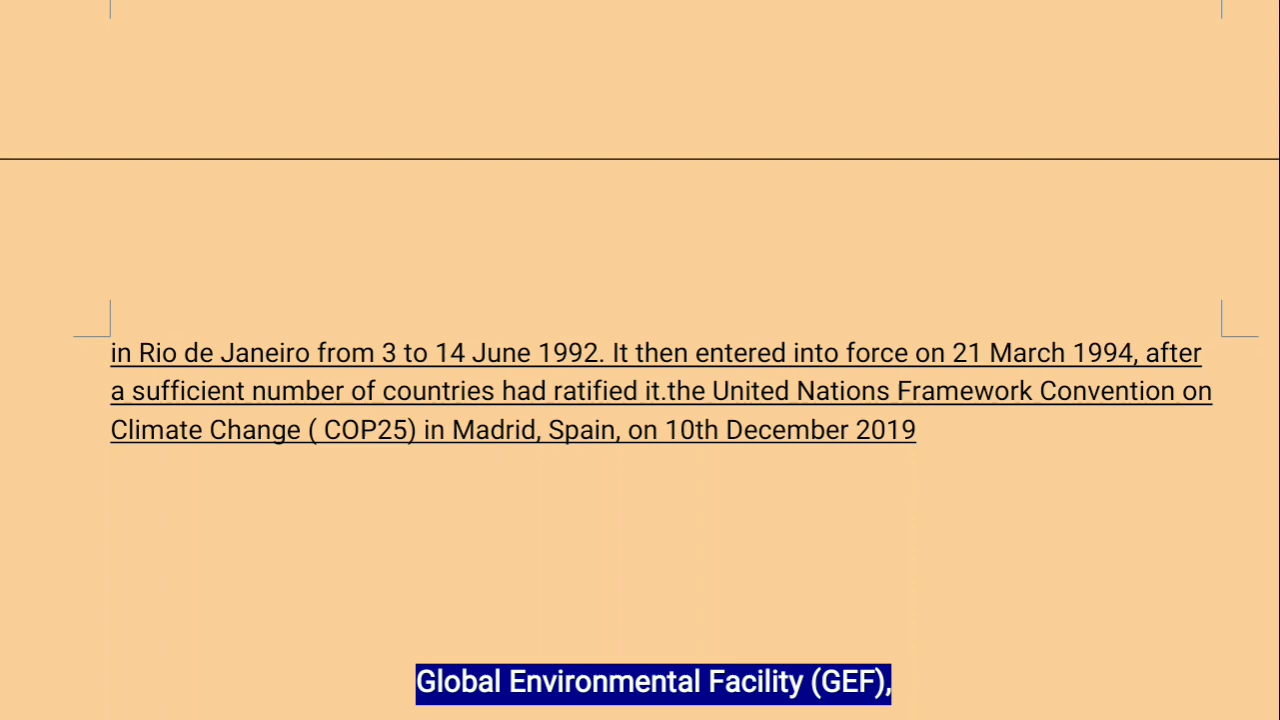 in Rio de Janeiro from 3 to 14 June 1992. It then entered into force on 21 March 1994, after
a sufficient number of countries had ratified it.the United Nations Framework Convention on
Climate Change ( COP25) in Madrid, Spain, on 10th December 2019
Global Environmental Facility (GEF),